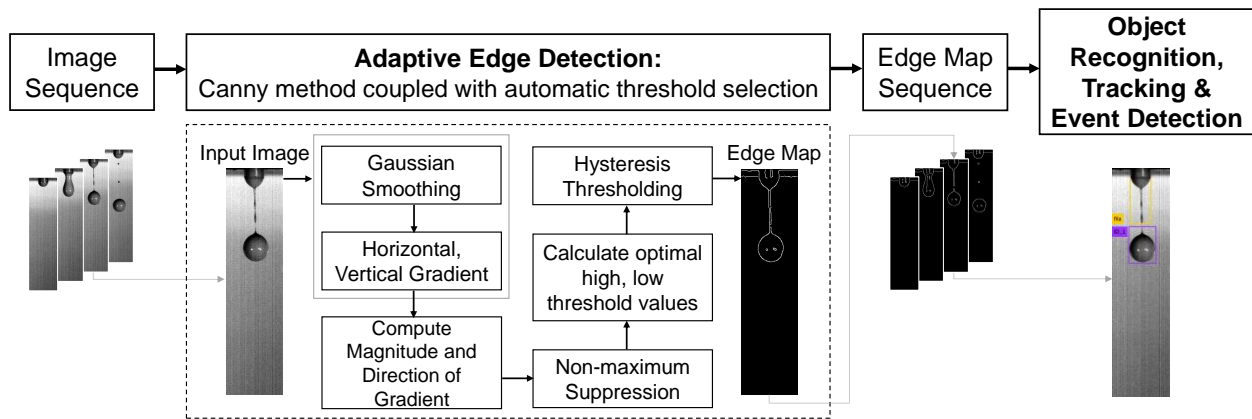 Image
Sequence
Adaptive Edge Detection:
Canny method coupled with automatic threshold selection
Edge Map
Sequence
Object
Recognition,
Tracking &
Event Detection
Input Image
Gaussian
Smoothing
Horizontal,
Vertical Gradient
Compute
Magnitude and
Direction of
Gradient
Non-maximum
Suppression
Calculate optimal
high, low
threshold values
Hysteresis
Thresholding
Edge Map